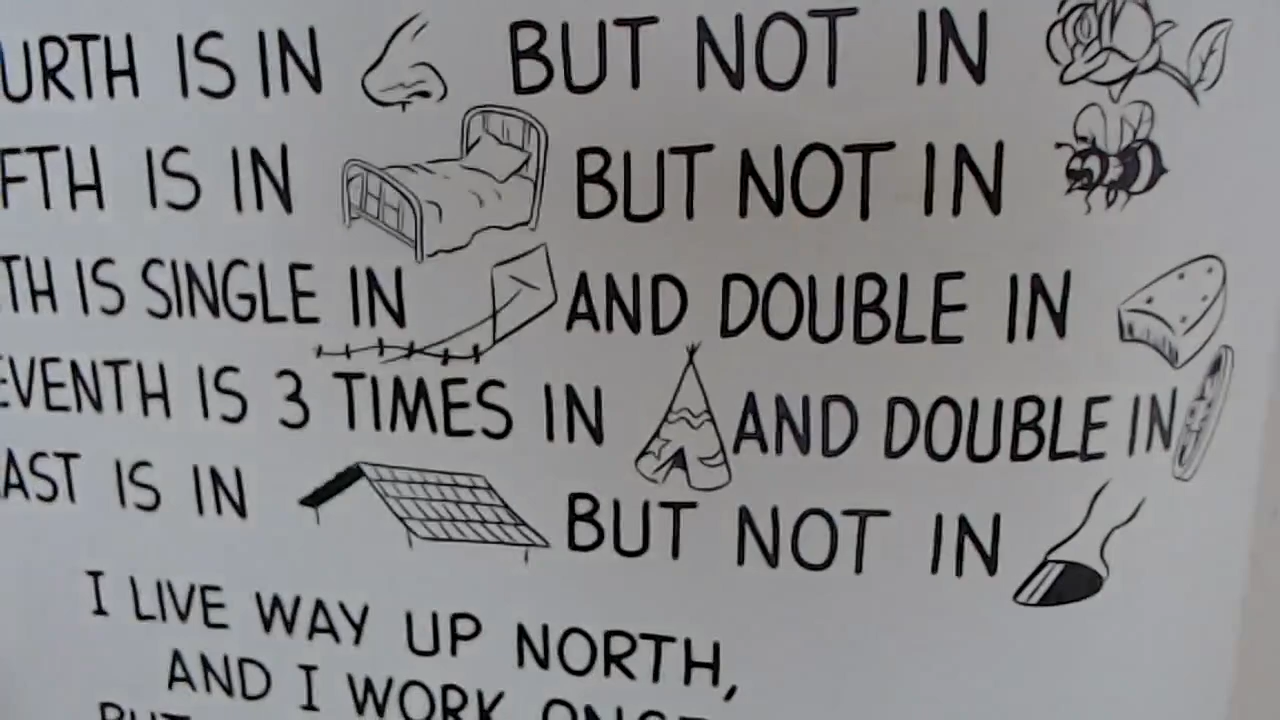 URTH IS IN BUT NOT IN
FTH IS IN BUT NOT IN
TH IS SINGLE IN AND DOUBLE IN
EVENTH IS 3 TIMES IN AND DOUBLE IN
AST IS IN BUT NOT IN
I LIVE WAY UP NORTH,
AND I WORK